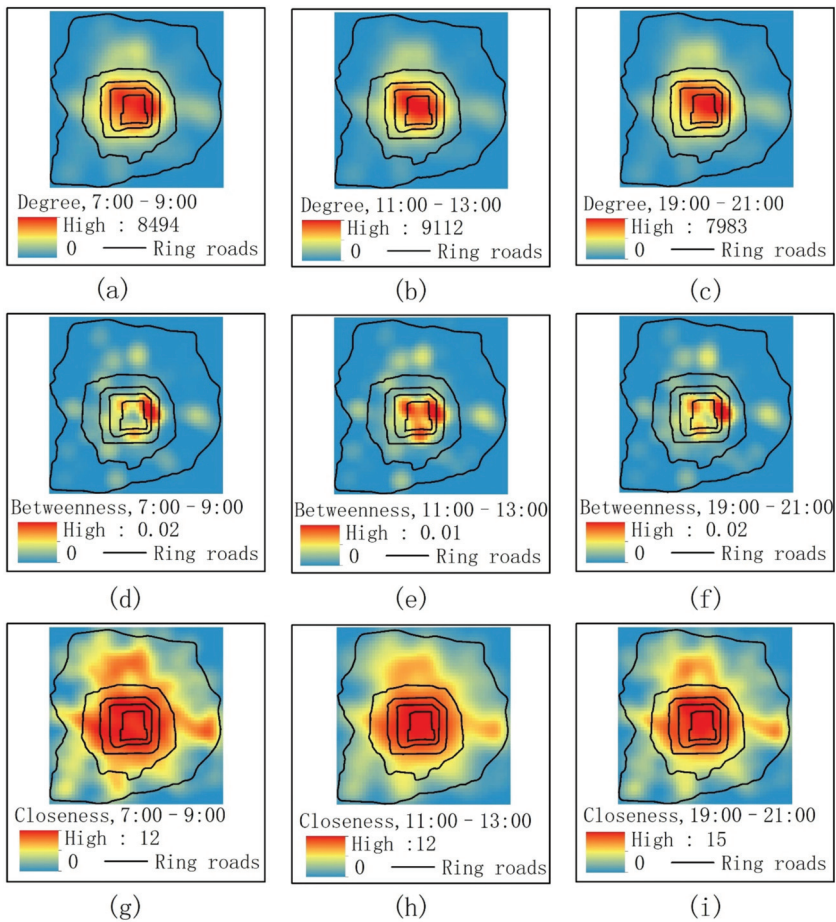 Degree, 7:00 - 9:00
High : 8494
0 Ring roads
(a)
Degree, 11:00 - 13:00
High : 9112
0 Ring roads
(b)
Degree, 19:00 - 21:00
High : 7983
0 Ring roads
(c)
Betweenness, 7:00 - 9:00
High : 0.02
0 Ring roads
(d)
Betweenness, 11:00 - 13:00
High : 0.01
0 Ring roads
(e)
Betweenness, 19:00 - 21:00
High : 0.02
0 Ring roads
(f)
Closeness, 7:00 - 9:00
High : 12
0 Ring roads
(g)
Closeness, 11:00 - 13:00
High :12
0 Ring roads
(h)
Closeness, 19:00 - 21:00
High : 15
0 Ring roads
(i)